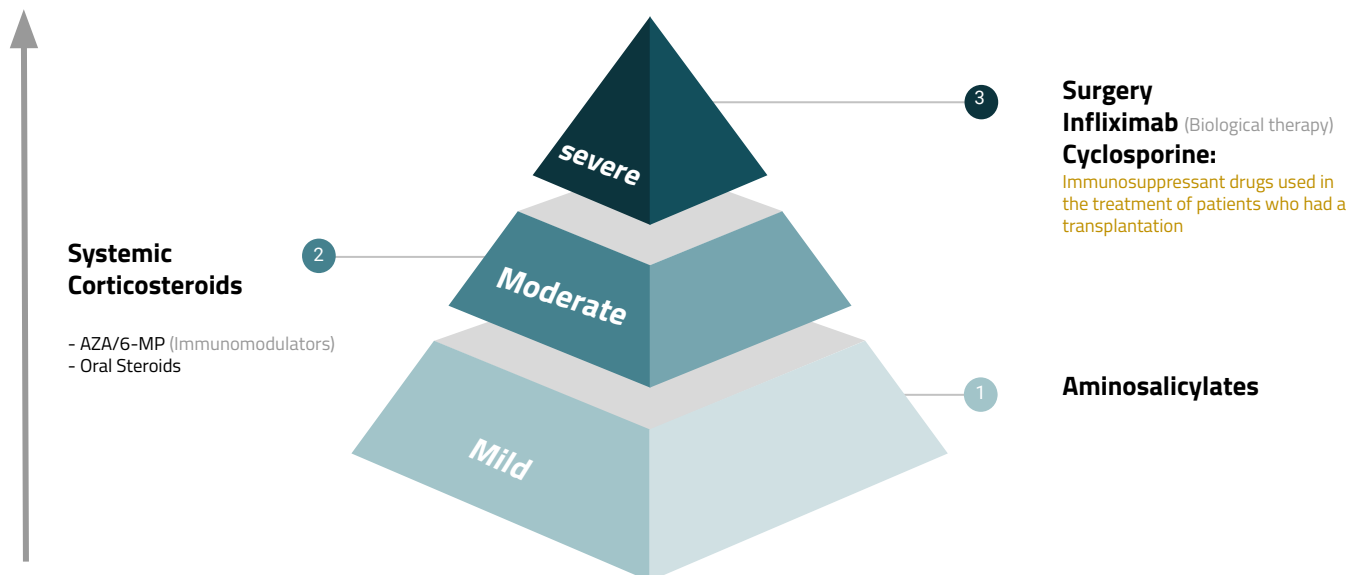 3
Surgery
Infliximab (Biological therapy)
Cyclosporine:
Immunosuppressant drugs used in
the treatment of patients who had a
transplantation
severe
2
Systemic
Corticosteroids
- AZA/6-MP (Immunomodulators)
- Oral Steroids
Moderate
1
Aminosalicylates
Mild